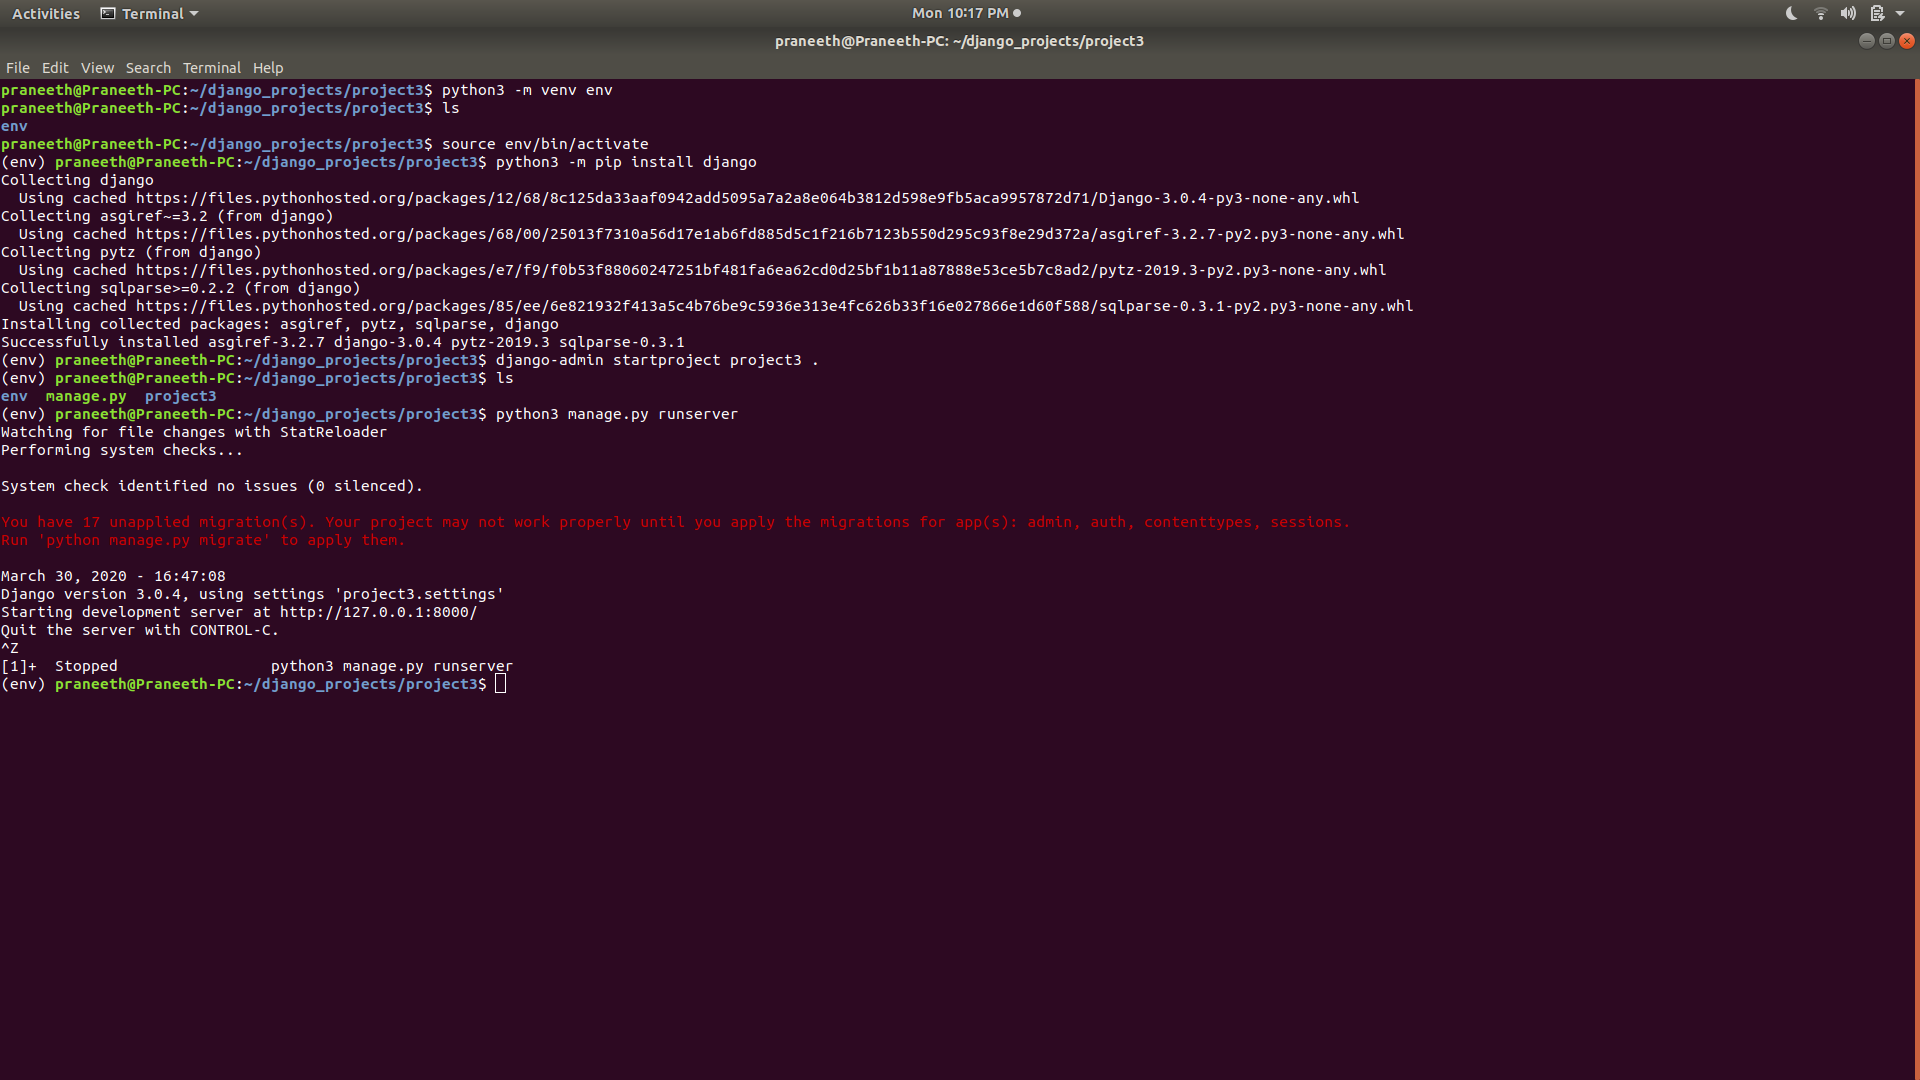 Activities Terminal Mon 10:17 PM
praneeth@Praneeth-PC: ~/django_projects/project3
File Edit View Search Terminal Help
praneeth@Praneeth-PC:~/django_projects/project3$ python3 -m venv env
praneeth@Praneeth-PC:~/django_projects/project3$ ls
env
praneeth@Praneeth-PC:~/django_projects/project3$ source env/bin/activate
(env) praneeth@Praneeth-PC:~/django_projects/project3$ python3 -m pip install django
Collecting django
  Using cached https://files.pythonhosted.org/packages/12/68/8c125da33aaf0942add5095a7a2a8e064b3812d598e9fb5aca9957872d71/Django-3.0.4-py3-none-any.whl
Collecting asgiref~=3.2 (from django)
  Using cached https://files.pythonhosted.org/packages/68/00/25013f7310a56d17e1ab6fd885d5c1f216b7123b550d295c93f8e29d372a/asgiref-3.2.7-py2.py3-none-any.whl
Collecting pytz (from django)
  Using cached https://files.pythonhosted.org/packages/e7/f9/f0b53f88060247251bf481fa6ea62cd0d25bf1b11a87888e53ce5b7c8ad2/pytz-2019.3-py2.py3-none-any.whl
Collecting sqlparse>=0.2.2 (from django)
  Using cached https://files.pythonhosted.org/packages/85/ee/6e821932f413a5c4b76be9c5936e313e4fc626b33f16e027866e1d60f588/sqlparse-0.3.1-py2.py3-none-any.whl
Installing collected packages: asgiref, pytz, sqlparse, django
Successfully installed asgiref-3.2.7 django-3.0.4 pytz-2019.3 sqlparse-0.3.1
(env) praneeth@Praneeth-PC:~/django_projects/project3$ django-admin startproject project3 .
(env) praneeth@Praneeth-PC:~/django_projects/project3$ ls
env  manage.py  project3
(env) praneeth@Praneeth-PC:~/django_projects/project3$ python3 manage.py runserver
Watching for file changes with StatReloader
Performing system checks...
System check identified no issues (0 silenced).
You have 17 unapplied migration(s). Your project may not work properly until you apply the migrations for app(s): admin, auth, contenttypes, sessions.
Run 'python manage.py migrate' to apply them.
March 30, 2020 - 16:47:08
Django version 3.0.4, using settings 'project3.settings'
Starting development server at http://127.0.0.1:8000/
Quit the server with CONTROL-C.
^Z
[1]+  Stopped                 python3 manage.py runserver
(env) praneeth@Praneeth-PC:~/django_projects/project3$